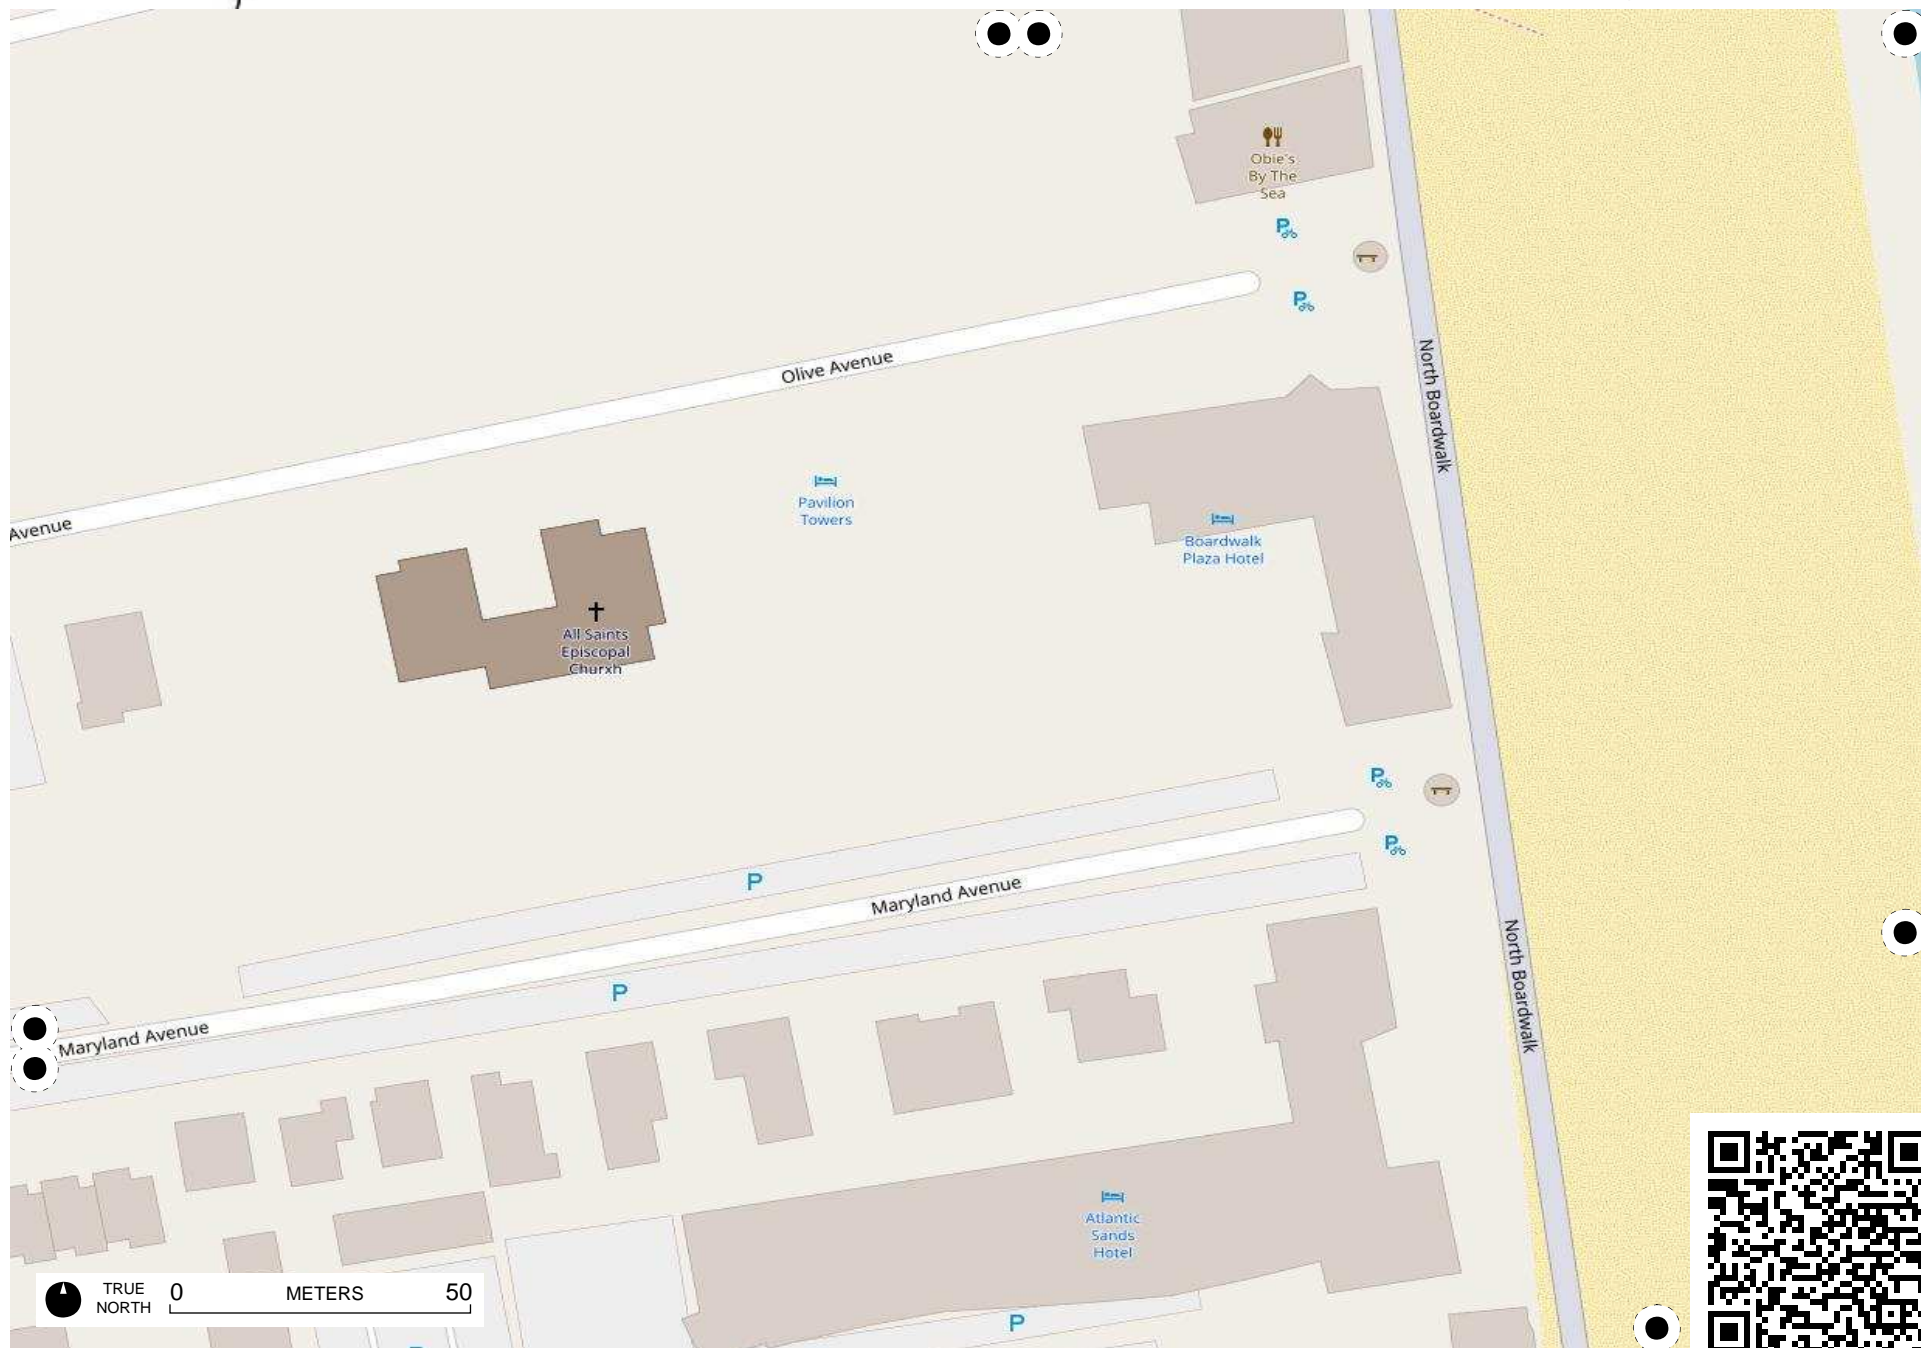 Obie's
By The
Sea
P
P
North Boardwalk
Olive Avenue
Avenue
Pavilion
Towers
Boardwalk
Plaza Hotel
All Saints
Episcopal
Churxh
P
P
P
Maryland Avenue
North Boardwalk
P
Maryland Avenue
Atlantic
Sands
Hotel
TRUE
NORTH
0 METERS 50
P